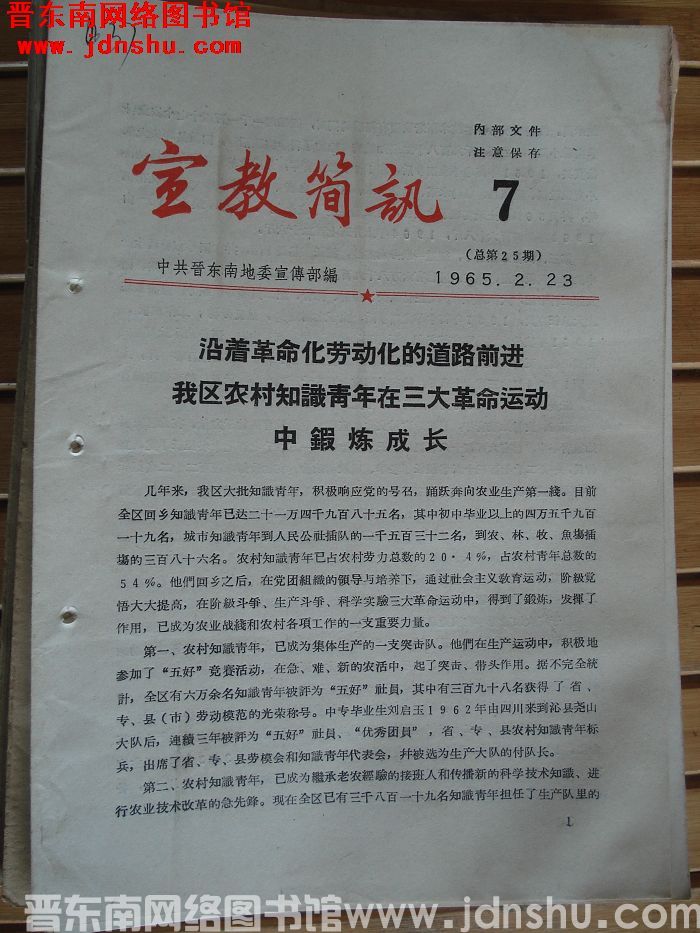 晋东南网络图书馆
www.jdnshu.com
內部文件
注意保存
宣教简訊
7
(总第25期)
中共晉东南地委宣傳部編
1965.2.23
沿着革命化劳动化的道路前进
我区农村知識青年在三大革命运动
中鍛炼成长
几年来，我区大批知識青年，积极响应党的号召，踊跃奔向农业生产第一綫。目前
全区回乡知識青年已达二十一万四千九百八十五名，其中初中毕业以上的四万五千九百
一十九名，城市知識青年到人民公社插队的一千五百三十二名，到农、林、收、魚塲插
塲的三百八十六名。农村知識青年已占农村劳力总数的20·4%，占农村青年总数的
54%。他們回乡之后，在党团組織的領导与培养下，通过社会主义教育运动，阶級覚
悟大大提高，在阶級斗爭、生产斗爭、科学实驗三大革命运动中，得到了鍛炼，发揮了
作用，已成为农业战綫和农村各項工作的一支重要力量。
第一、农村知識青年，已成为集体生产的一支突击队。他們在生产运动中，积极地
参加了“五好”竞賽活动，在急、难、新的农活中，起了突击、带头作用。据不完全統
計，全区有六万余名知識青年被評为“五好”社員，其中有三百九十八名获得了省、
专、县（市）劳动模范的光荣称号。中专毕业生刘启玉1962年由四川来到沁县尧山
大队后，連續三年被評为“五好”社員、“优秀团員”，省、专、县农村知識青年标
兵，出席了省、专、县劳模会和知識青年代表会，幷被选为生产大队的付队长。
第二、农村知識青年，已成为継承老农經驗的接班人和传播新的科学技术知識、进
行农业技术改革的急先鋒。現在全区已有三千八百一十九名知識青年担任了生产队里的
1
晋东南网络图书馆 www.jdnshu.com